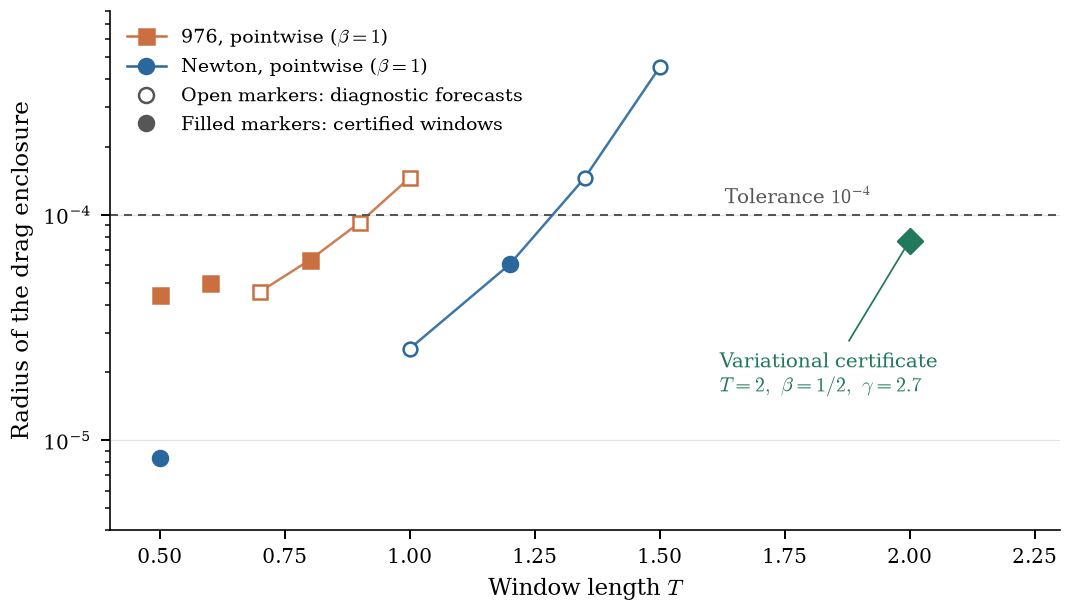 976, pointwise (β = 1)
Newton, pointwise (β = 1)
Open markers: diagnostic forecasts
Filled markers: certified windows
Radius of the drag enclosure
10⁻⁴
10⁻⁵
Tolerance 10⁻⁴
Variational certificate
T = 2, β = 1/2, γ = 2.7
0.50 0.75 1.00 1.25 1.50 1.75 2.00 2.25
Window length T